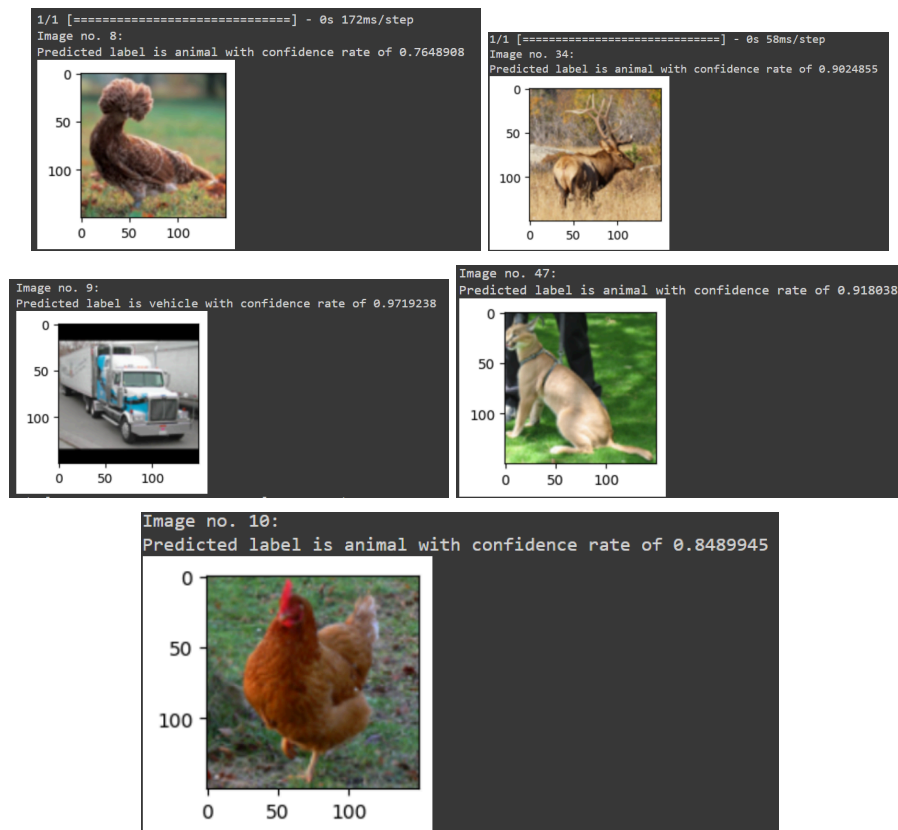 1/1 [==============================] - 0s 172ms/step
Image no. 8:
Predicted label is animal with confidence rate of 0.7648908
0
50
100
0 50 100
1/1 [==============================] - 0s 58ms/step
Image no. 34:
Predicted label is animal with confidence rate of 0.9024855
0
50
100
0 50 100
Image no. 9:
Predicted label is vehicle with confidence rate of 0.9719238
0
50
100
0 50 100
Image no. 47:
Predicted label is animal with confidence rate of 0.918038
0
50
100
0 50 100
Image no. 10:
Predicted label is animal with confidence rate of 0.8489945
0
50
100
0 50 100